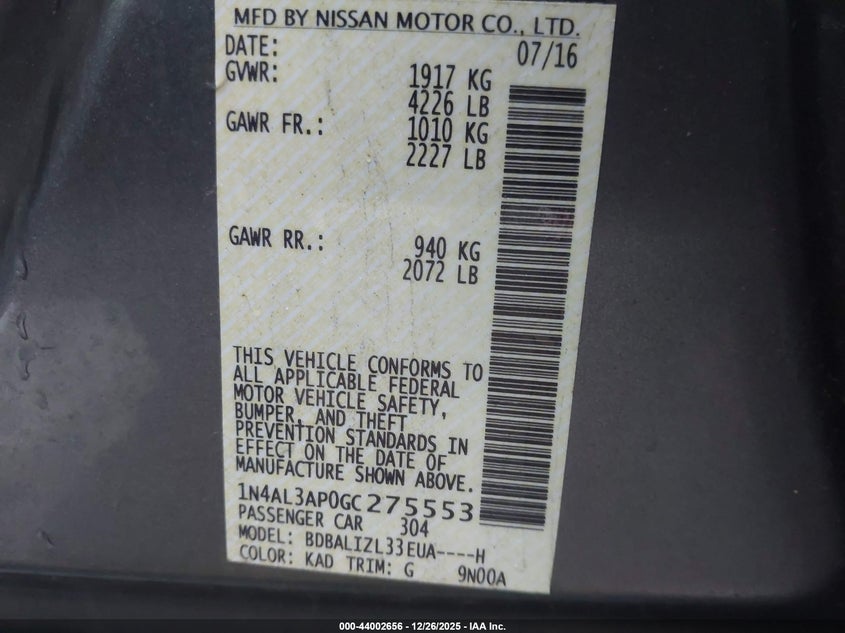 MFD BY NISSAN MOTOR CO., LTD.
DATE: 07/16
GVWR: 1917 KG
4226 LB
GAWR FR.: 1010 KG
2227 LB
GAWR RR.: 940 KG
2072 LB
THIS VEHICLE CONFORMS TO
ALL APPLICABLE FEDERAL
MOTOR VEHICLE SAFETY,
BUMPER, AND THEFT
PREVENTION STANDARDS IN
EFFECT ON THE DATE OF
MANUFACTURE SHOWN ABOVE.
1N4AL3AP0GC275553
PASSENGER CAR 304
MODEL: BDBALIZL33EUA----H
COLOR: KAD TRIM: G 9N00A
000-44002656 - 12/26/2025 - IAA Inc.